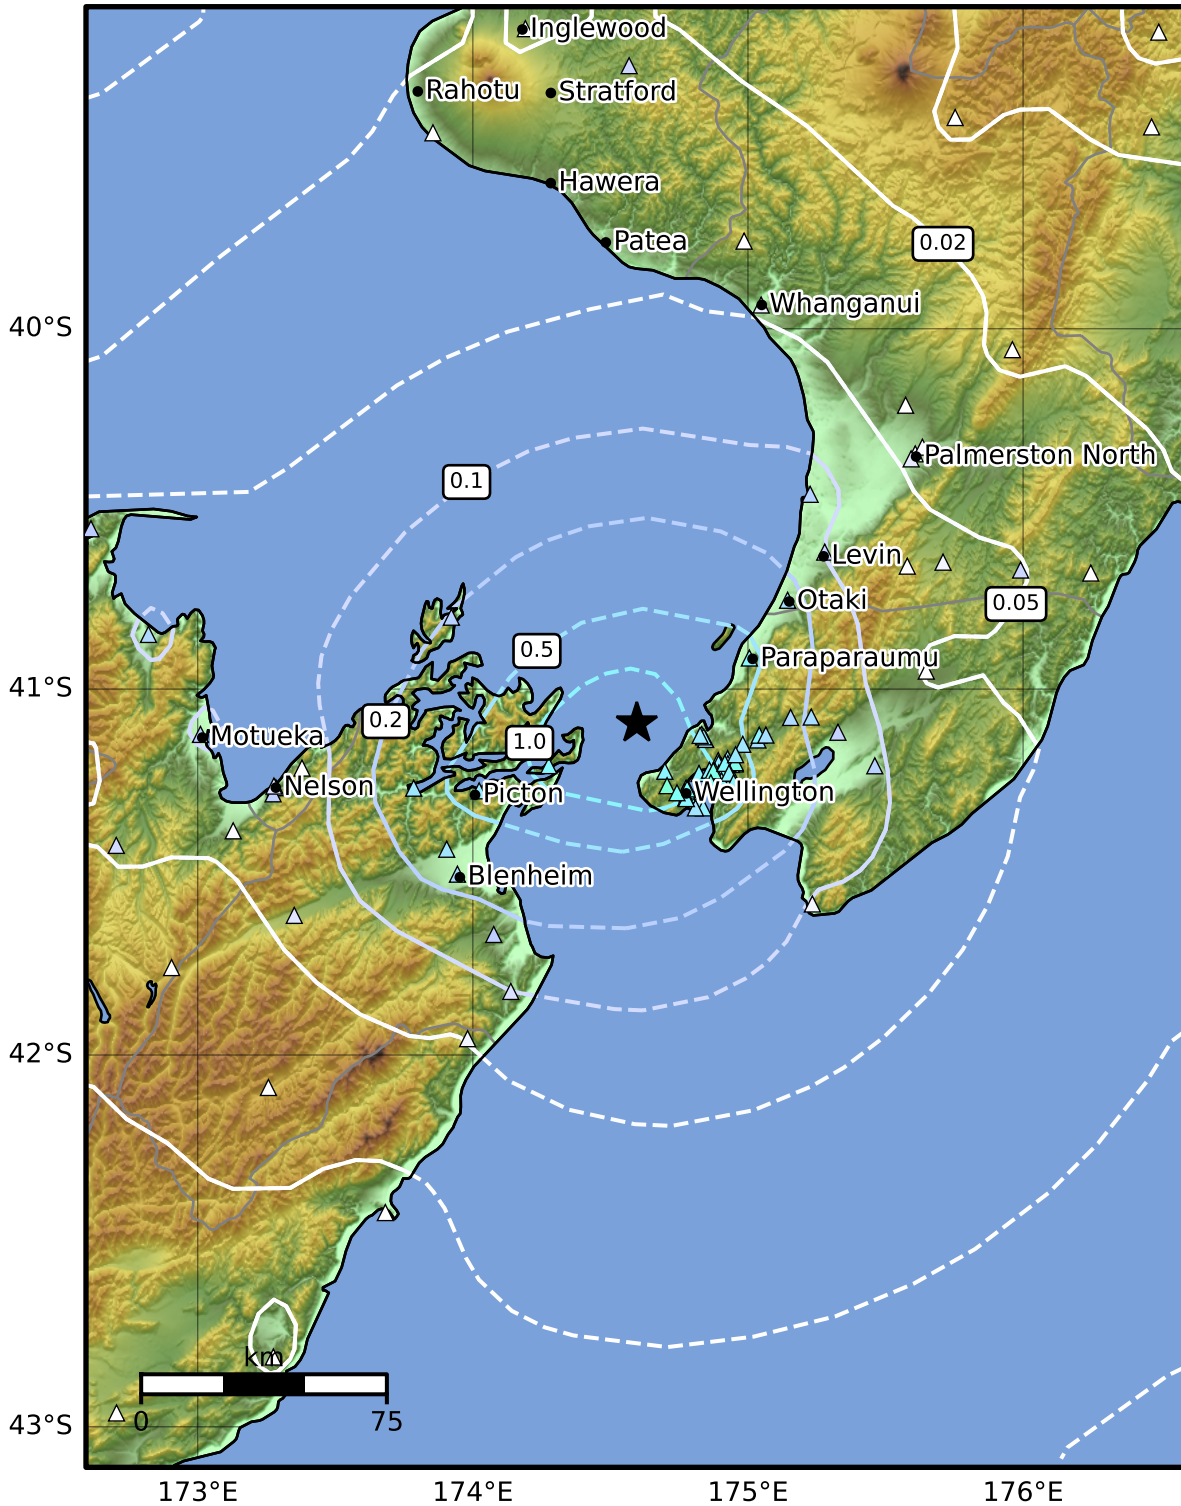 Inglewood
Rahotu
Stratford
Hawera
Patea
0.02
Whanganui
40°S
Palmerston North
0.1
Levin
Otaki
0.05
0.5
Paraparaumu
41°S
0.2
Motueka
1.0
Nelson
Picton
Wellington
Blenheim
42°S
km
0
75
43°S
173°E
174°E
175°E
176°E